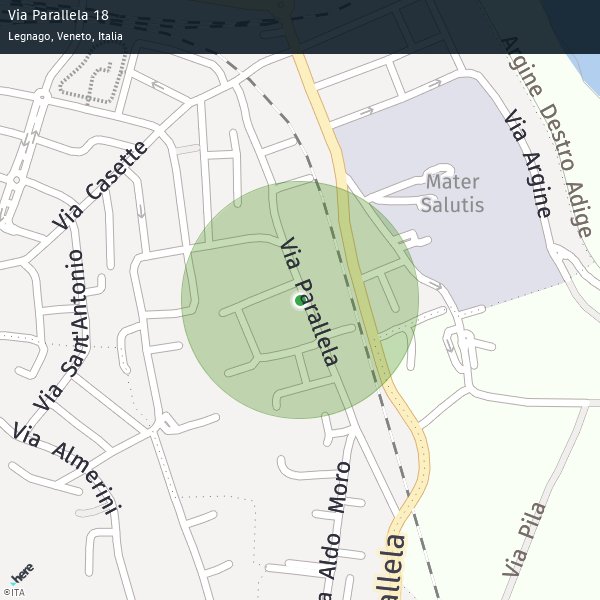 Via Parallela 18
Legnago, Veneto, Italia
Argine Destro Adige
Via Argine
Via Casette
Mater
Salutis
Via Parallela
Via Sant'Antonio
Via Almerini
Aldo Moro
allela
Via Pila
here
©ITA